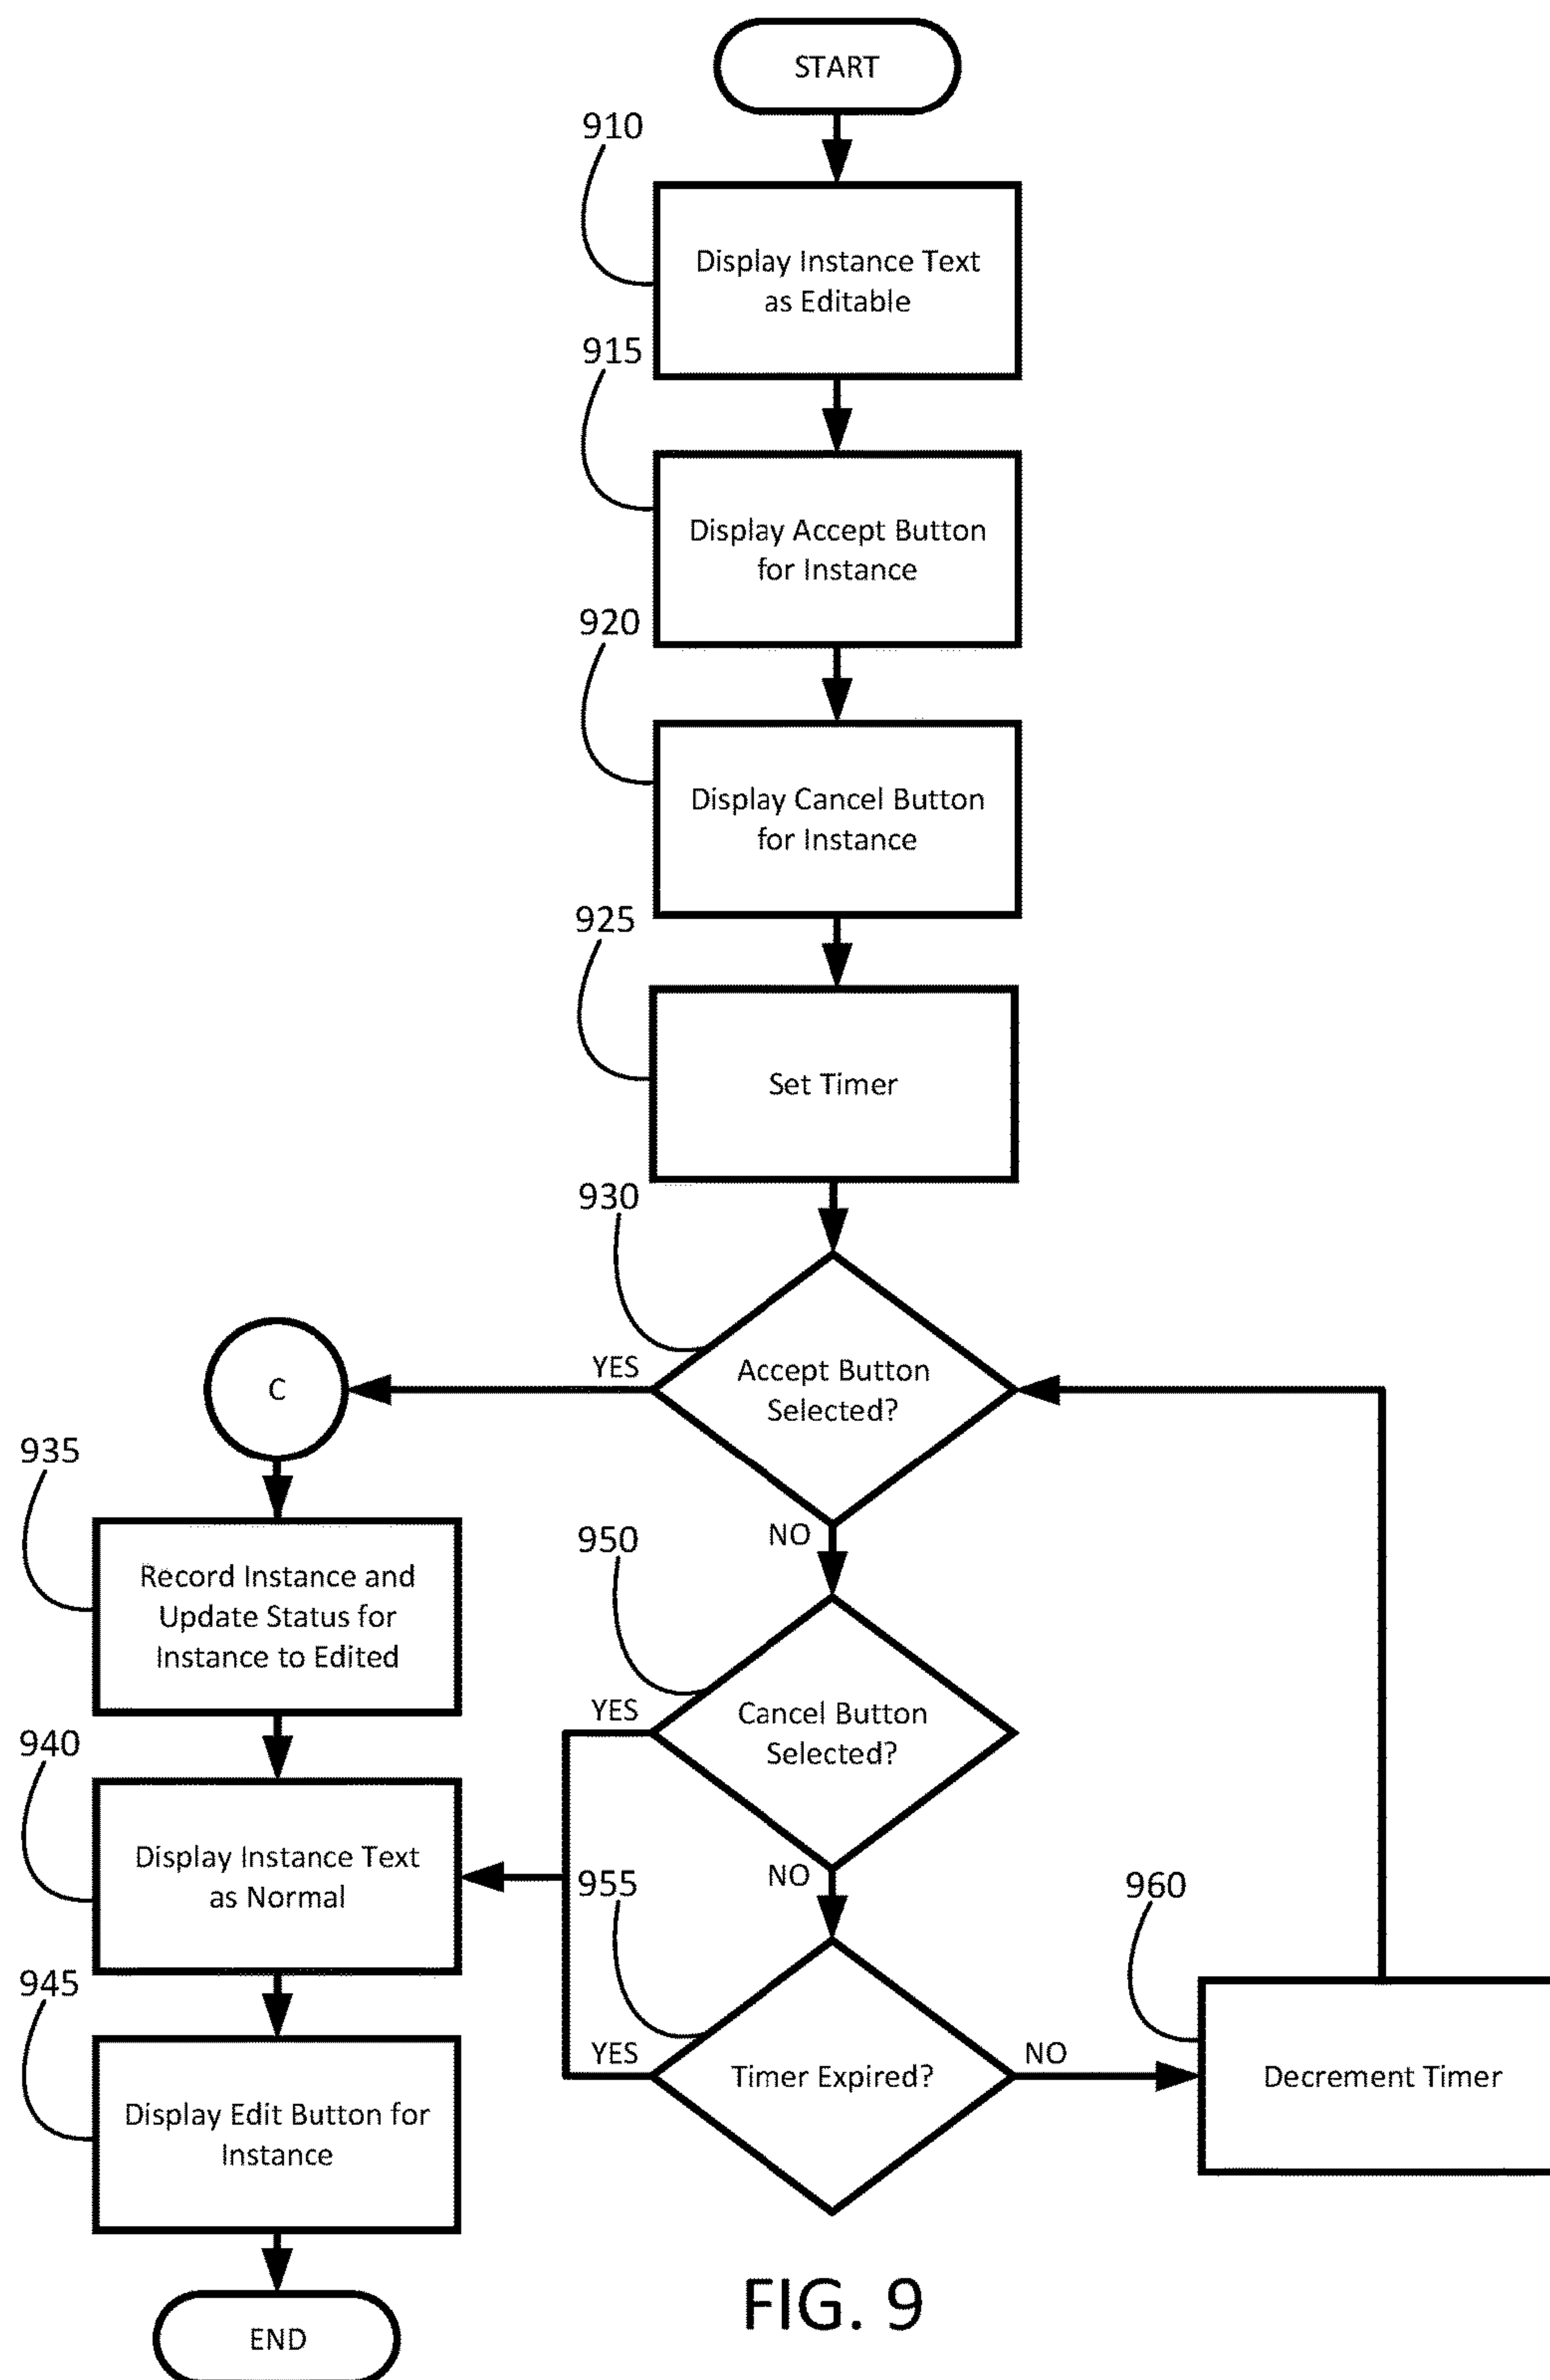 START
910
Display Instance Text
as Editable
915
Display Accept Button
for Instance
920
Display Cancel Button
for Instance
925
Set Timer
930
YES
Accept Button
Selected?
C
935
NO
950
Record Instance and
Update Status for
Instance to Edited
YES
Cancel Button
Selected?
940
Display Instance Text
as Normal
NO
955
960
945
YES
Timer Expired?
NO
Decrement Timer
Display Edit Button for
Instance
FIG. 9
END